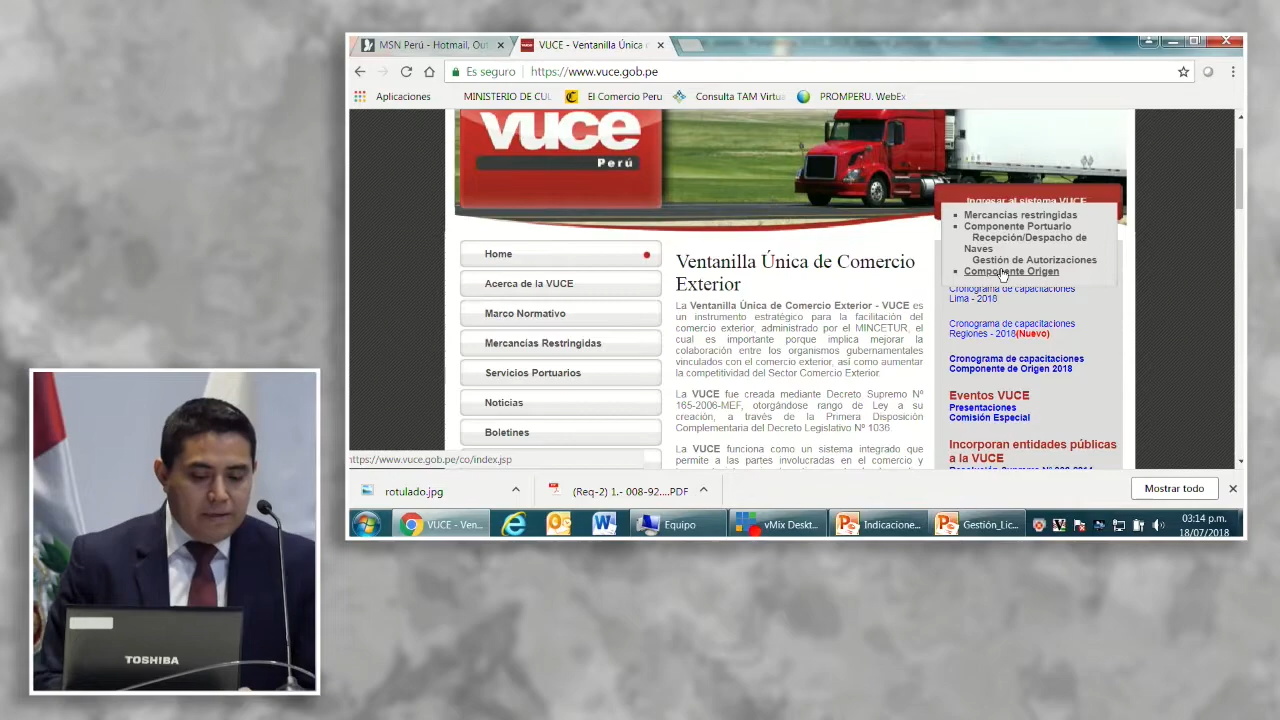 MSN Perú - Hotmail, Out
VUCE - Ventanilla Única
Es seguro
https://www.vuce.gob.pe
Aplicaciones
MINISTERIO DE CUL
El Comercio Peru
Consulta TAM Virtua
PROMPERU. WebEx
vuce
Perú
Ingresar al sistema VUCE
Mercancias restringidas
Componente Portuario
Recepción/Despacho de
Naves
Gestión de Autorizaciones
Componente Origen
Home
Acerca de la VUCE
Marco Normativo
Mercancías Restringidas
Servicios Portuarios
Noticias
Boletines
Ventanilla Única de Comercio
Exterior
La Ventanilla Única de Comercio Exterior - VUCE es
un instrumento estratégico para la facilitación del
comercio exterior, administrado por el MINCETUR, el
cual es importante porque implica mejorar la
colaboración entre los organismos gubernamentales
vinculados con el comercio exterior, así como aumentar
la competitividad del Sector Comercio Exterior.
La VUCE fue creada mediante Decreto Supremo Nº
165-2006-MEF, otorgándose rango de Ley a su
creación, a través de la Primera Disposición
Complementaria del Decreto Legislativo Nº 1036.
La VUCE funciona como un sistema integrado que
permite a las partes involucradas en el comercio y
Cronograma de capacitaciones
Lima - 2018
Cronograma de capacitaciones
Regiones - 2018(Nuevo)
Cronograma de capacitaciones
Componente de Origen 2018
Eventos VUCE
Presentaciones
Comisión Especial
Incorporan entidades públicas
a la VUCE
https://www.vuce.gob.pe/co/index.jsp
rotulado.jpg
(Req-2) 1.- 008-92....PDF
Mostrar todo
VUCE - Ven...
Equipo
vMix Deskt...
Indicacione...
Gestión_Lic...
03:14 p.m.
18/07/2018
TOSHIBA